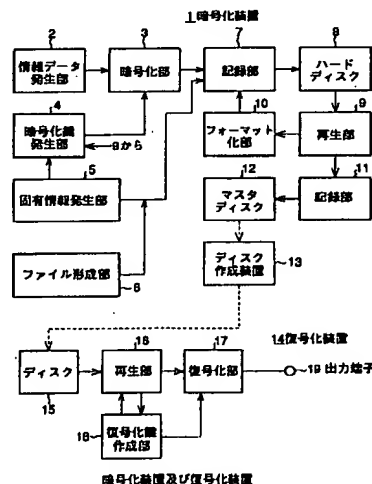 1 暗号化装置
2
3
7
8
情報データ
発生部
暗号化部
記録部
ハード
ディスク
4
10
9
暗号化鍵
発生部
9から
フォーマット
化部
再生部
5
12
11
固有情報発生部
マスタ
ディスク
記録部
ファイル形成部
6
ディスク
作成装置
13
16
17
14復号化装置
ディスク
再生部
復号化部
19 出力端子
15
18
復号化鍵
作成部
暗号化装置及び復号化装置